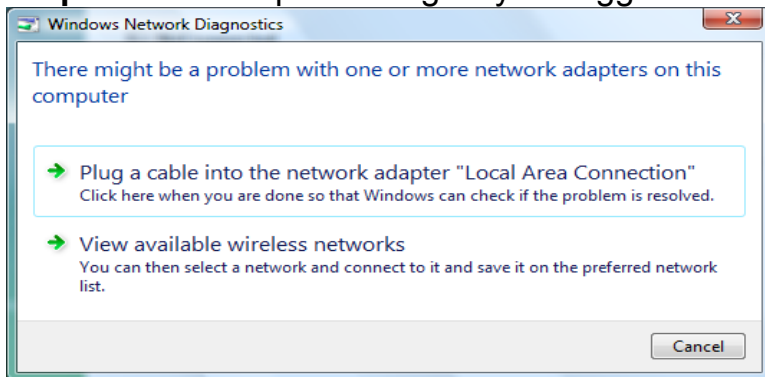 Windows Network Diagnostics
There might be a problem with one or more network adapters on this
computer
Plug a cable into the network adapter "Local Area Connection"
Click here when you are done so that Windows can check if the problem is resolved.
View available wireless networks
You can then select a network and connect to it and save it on the preferred network
list.
Cancel